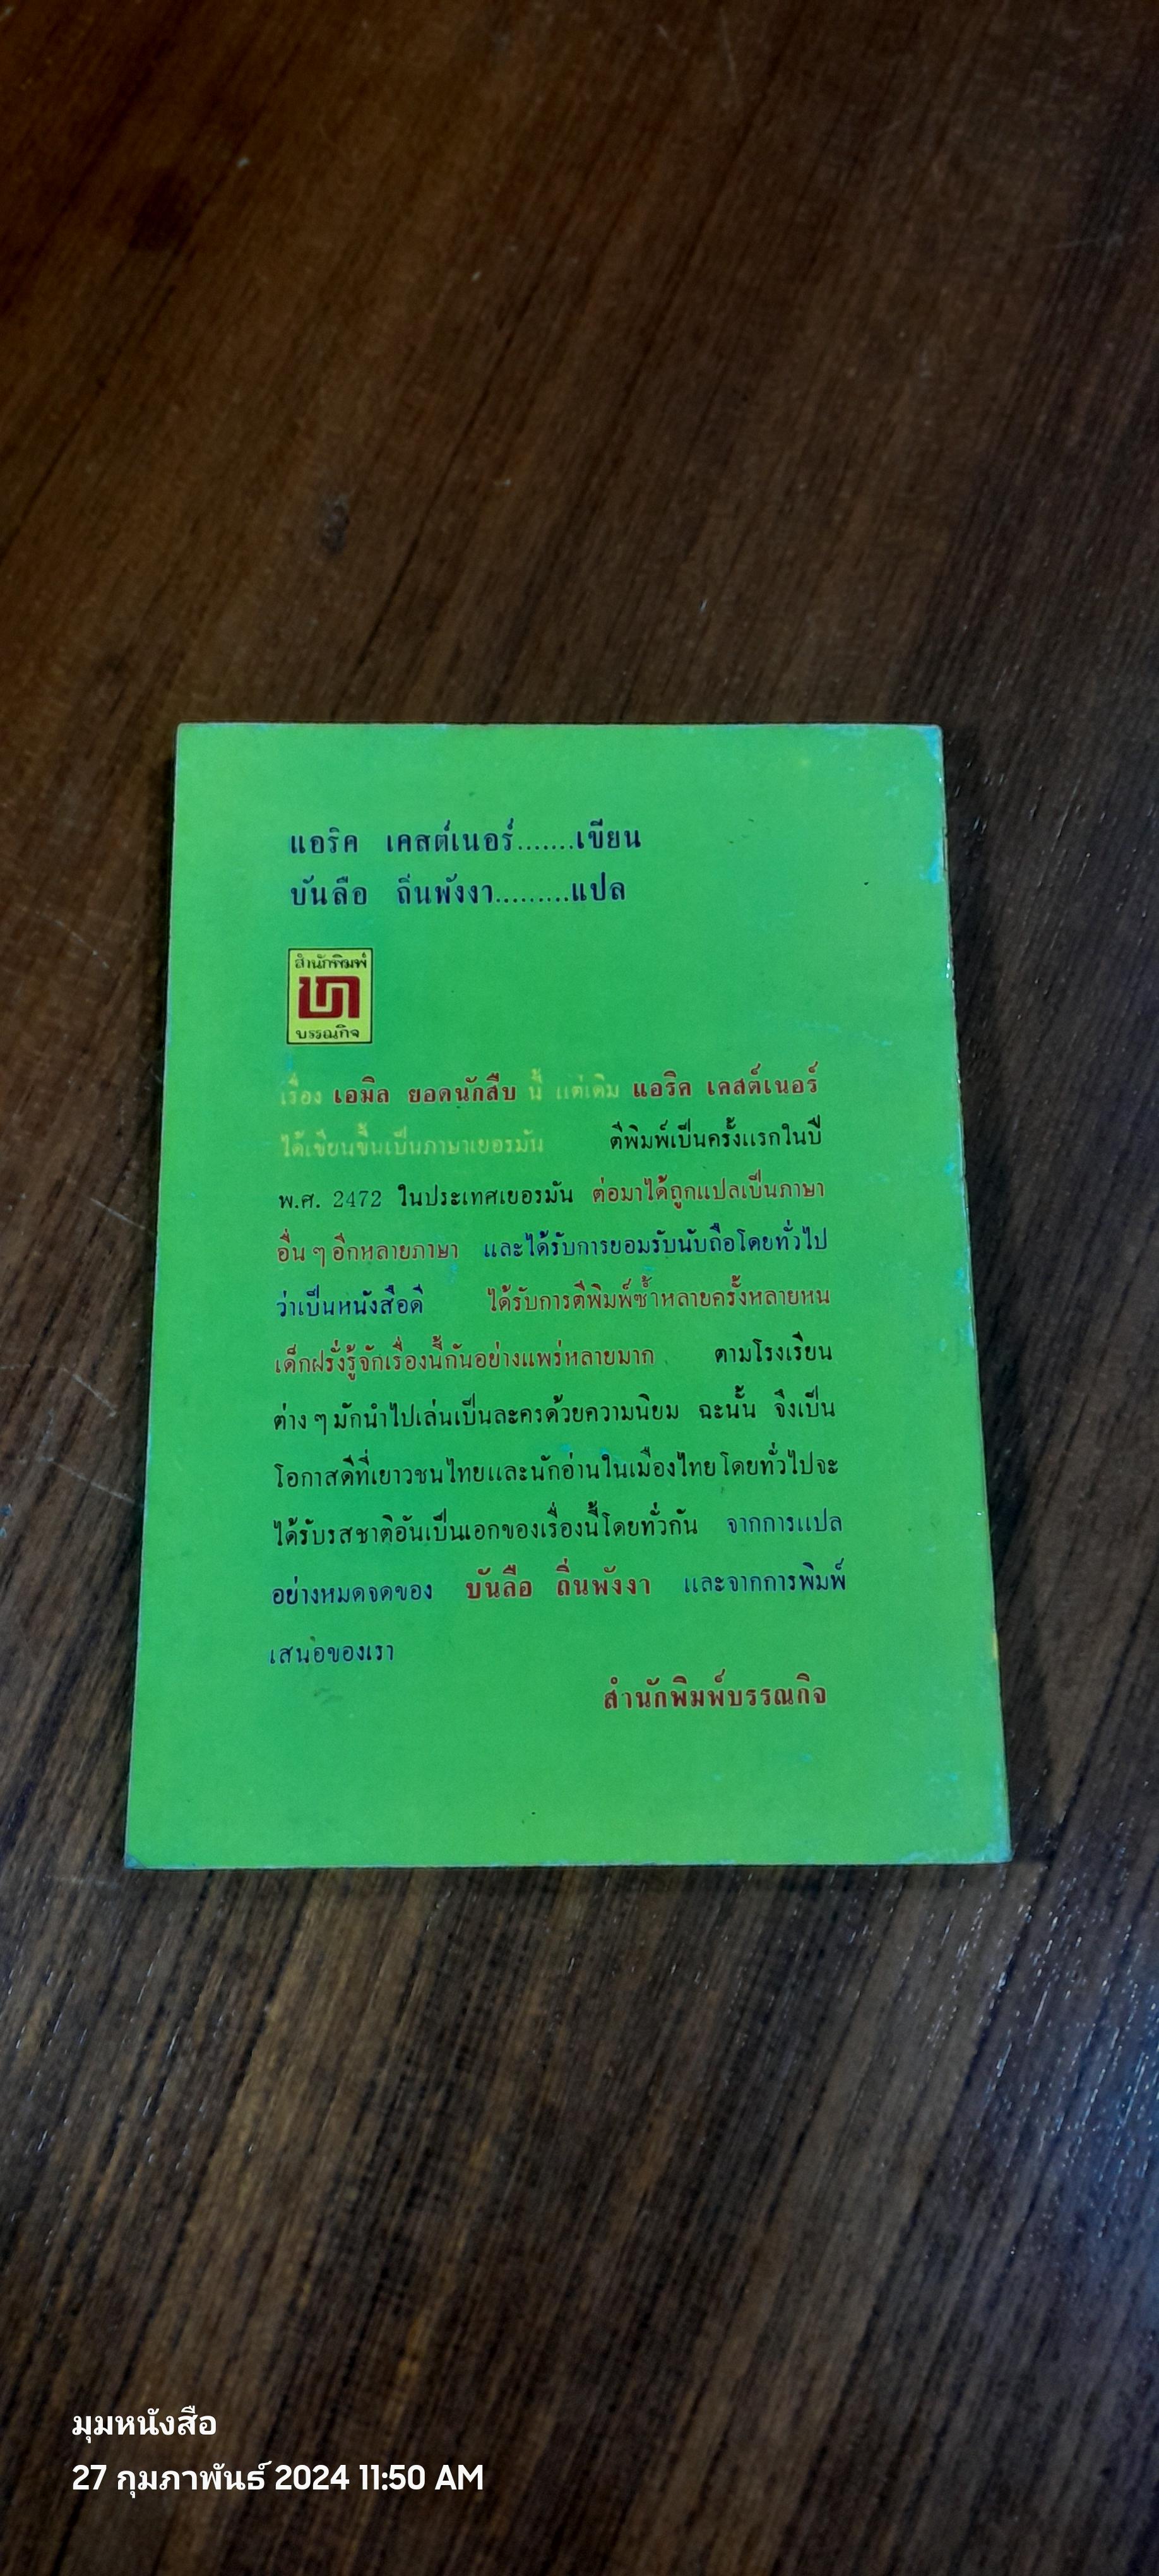 แอริค เคสต์เนอร์.......เขียน
บันลือ ถิ่นพังงา.........แปล
สำนักพิมพ์
บรรณกิจ
เรื่อง เอมิล ยอดนักสืบ นี้ แต่เดิม แอริค เคสต์เนอร์
ได้เขียนขึ้นเป็นภาษาเยอรมัน ตีพิมพ์เป็นครั้งแรกในปี
พ.ศ. 2472 ในประเทศเยอรมัน ต่อมาได้ถูกแปลเป็นภาษา
อื่น ๆ อีกหลายภาษา และได้รับการยอมรับนับถือโดยทั่วไป
ว่าเป็นหนังสือดี ได้รับการตีพิมพ์ซ้ำหลายครั้งหลายหน
เด็กฝรั่งรู้จักเรื่องนี้กันอย่างแพร่หลายมาก ตามโรงเรียน
ต่าง ๆ มักนำไปเล่นเป็นละครด้วยความนิยม ฉะนั้น จึงเป็น
โอกาสดีที่เยาวชนไทยและนักอ่านในเมืองไทยโดยทั่วไปจะ
ได้รับรสชาติอันเป็นเอกของเรื่องนี้โดยทั่วกัน จากการแปล
อย่างหมดจดของ บันลือ ถิ่นพังงา และจากการพิมพ์
เสนอของเรา
สำนักพิมพ์บรรณกิจ
มุมหนังสือ
27 กุมภาพันธ์ 2024 11:50 AM